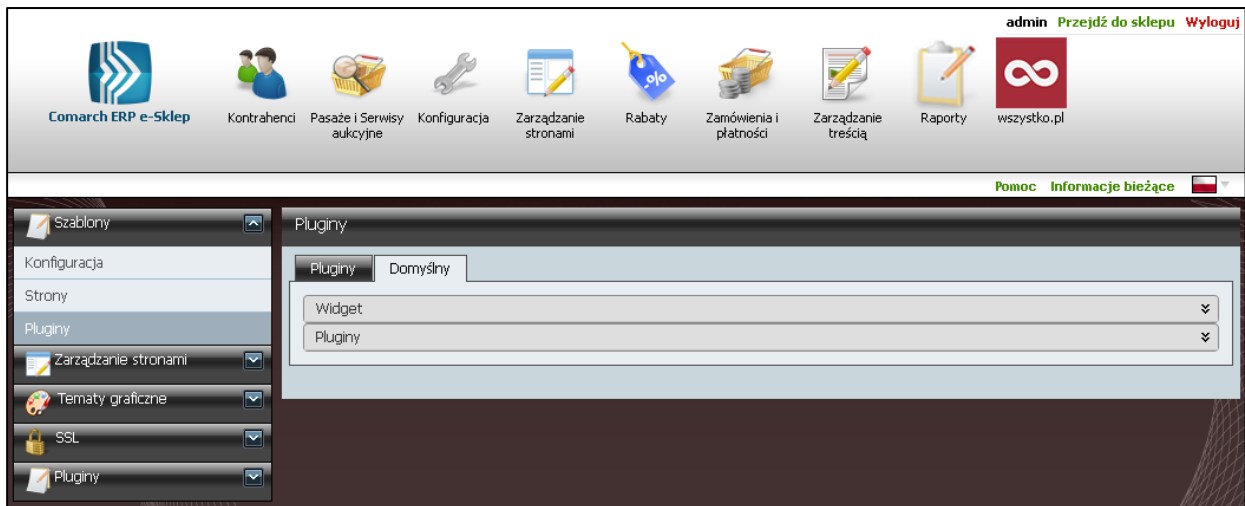 admin Przejdź do sklepu Wyloguj
%
Comarch ERP e-Sklep Kontrahenci Pasaże i Serwisy aukcyjne Konfiguracja Zarządzanie stronami Rabaty Zamówienia i płatności Zarządzanie treścią Raporty wszystko.pl
Pomoc Informacje bieżące
Szablony
Konfiguracja
Strony
Pluginy
Zarządzanie stronami
Tematy graficzne
SSL
Pluginy
Pluginy
Pluginy Domyślny
Widget
Pluginy